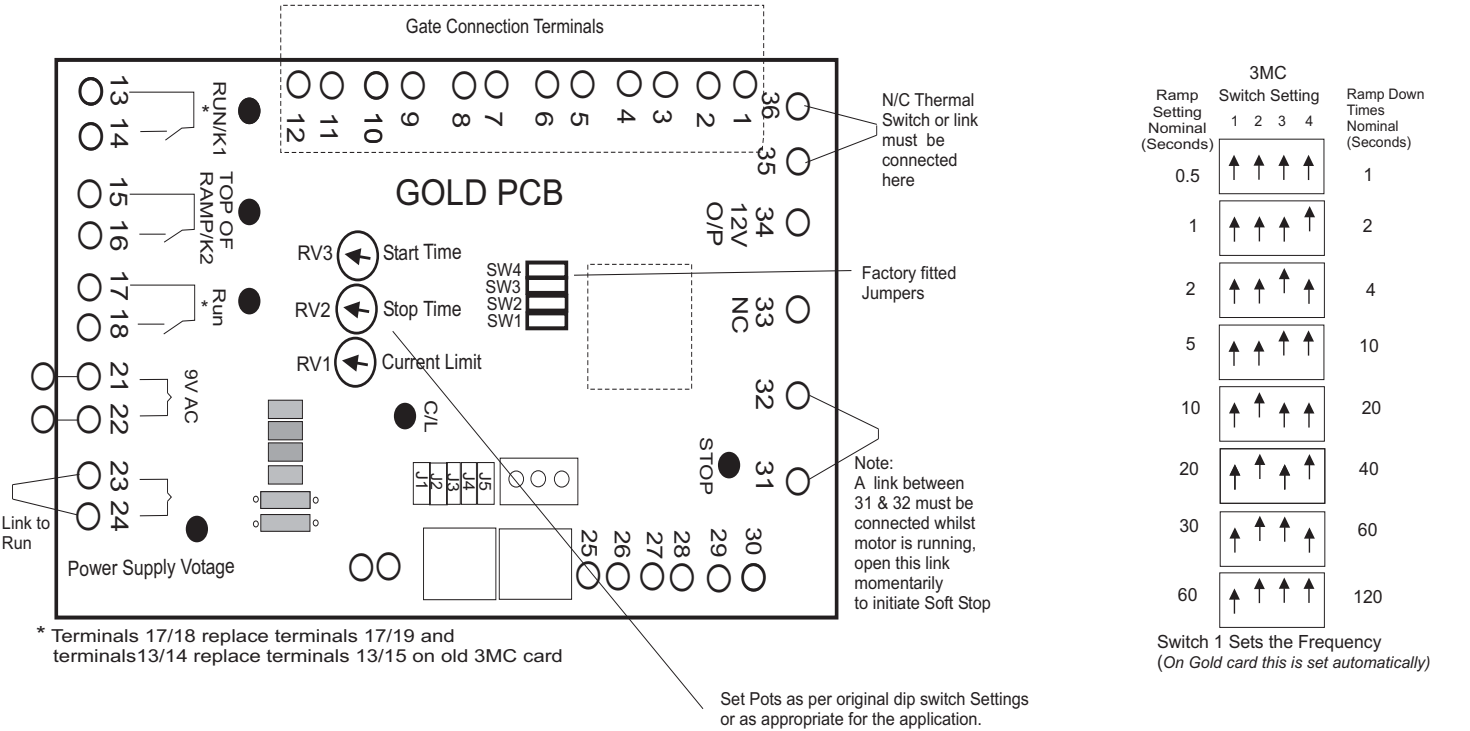 Gate Connection Terminals
13
14
RUN/K1
*
15
16
TOP OF
RAMP/K2
17
18
Run
*
21
22
9V AC
23
24
Link to
Run
Power Supply Votage
12
11
10
9
8
7
6
5
4
3
2
1
36
35
34
12V
O/P
33
NC
32
31
STOP
GOLD PCB
RV3
Start Time
RV2
Stop Time
RV1
Current Limit
SW4
SW3
SW2
SW1
C/L
J1
J2
J3
J4
J5
25
26
27
28
29
30
N/C Thermal
Switch or link
must be
connected
here
Factory fitted
Jumpers
Note:
A link between
31 & 32 must be
connected whilst
motor is running,
open this link
momentarily
to initiate Soft Stop
* Terminals 17/18 replace terminals 17/19 and
terminals13/14 replace terminals 13/15 on old 3MC card
Set Pots as per original dip switch Settings
or as appropriate for the application.
3MC
Ramp
Setting
Nominal
(Seconds)
Switch Setting
1 2 3 4
Ramp Down
Times
Nominal
(Seconds)
0.5 1
1 2
2 4
5 10
10 20
20 40
30 60
60 120
Switch 1 Sets the Frequency
(On Gold card this is set automatically)